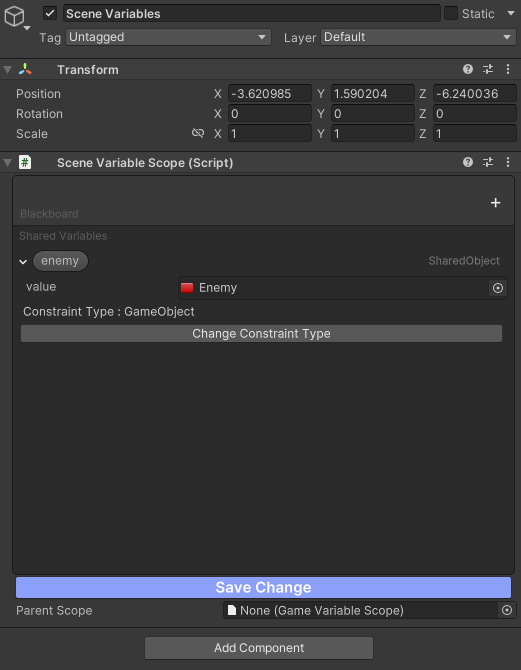 Scene Variables Static
Tag Untagged Layer Default
Transform
Position X -3.620985 Y 1.590204 Z -6.240036
Rotation X 0 Y 0 Z 0
Scale X 1 Y 1 Z 1
# Scene Variable Scope (Script)
+
Blackboard
Shared Variables
enemy SharedObject
value Enemy
Constraint Type : GameObject
Change Constraint Type
Save Change
Parent Scope None (Game Variable Scope)
Add Component